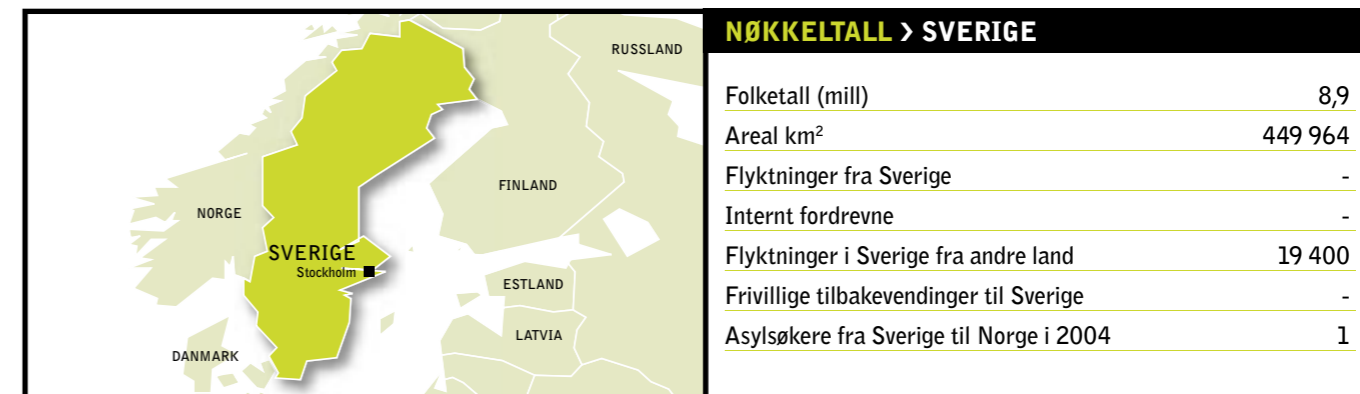 RUSSLAND
FINLAND
NORGE
SVERIGE
Stockholm
ESTLAND
LATVIA
DANMARK
NØKKELTALL › SVERIGE
Folketall (mill) 8,9
Areal km² 449 964
Flyktninger fra Sverige -
Internt fordrevne -
Flyktninger i Sverige fra andre land 19 400
Frivillige tilbakevendinger til Sverige -
Asylsøkere fra Sverige til Norge i 2004 1